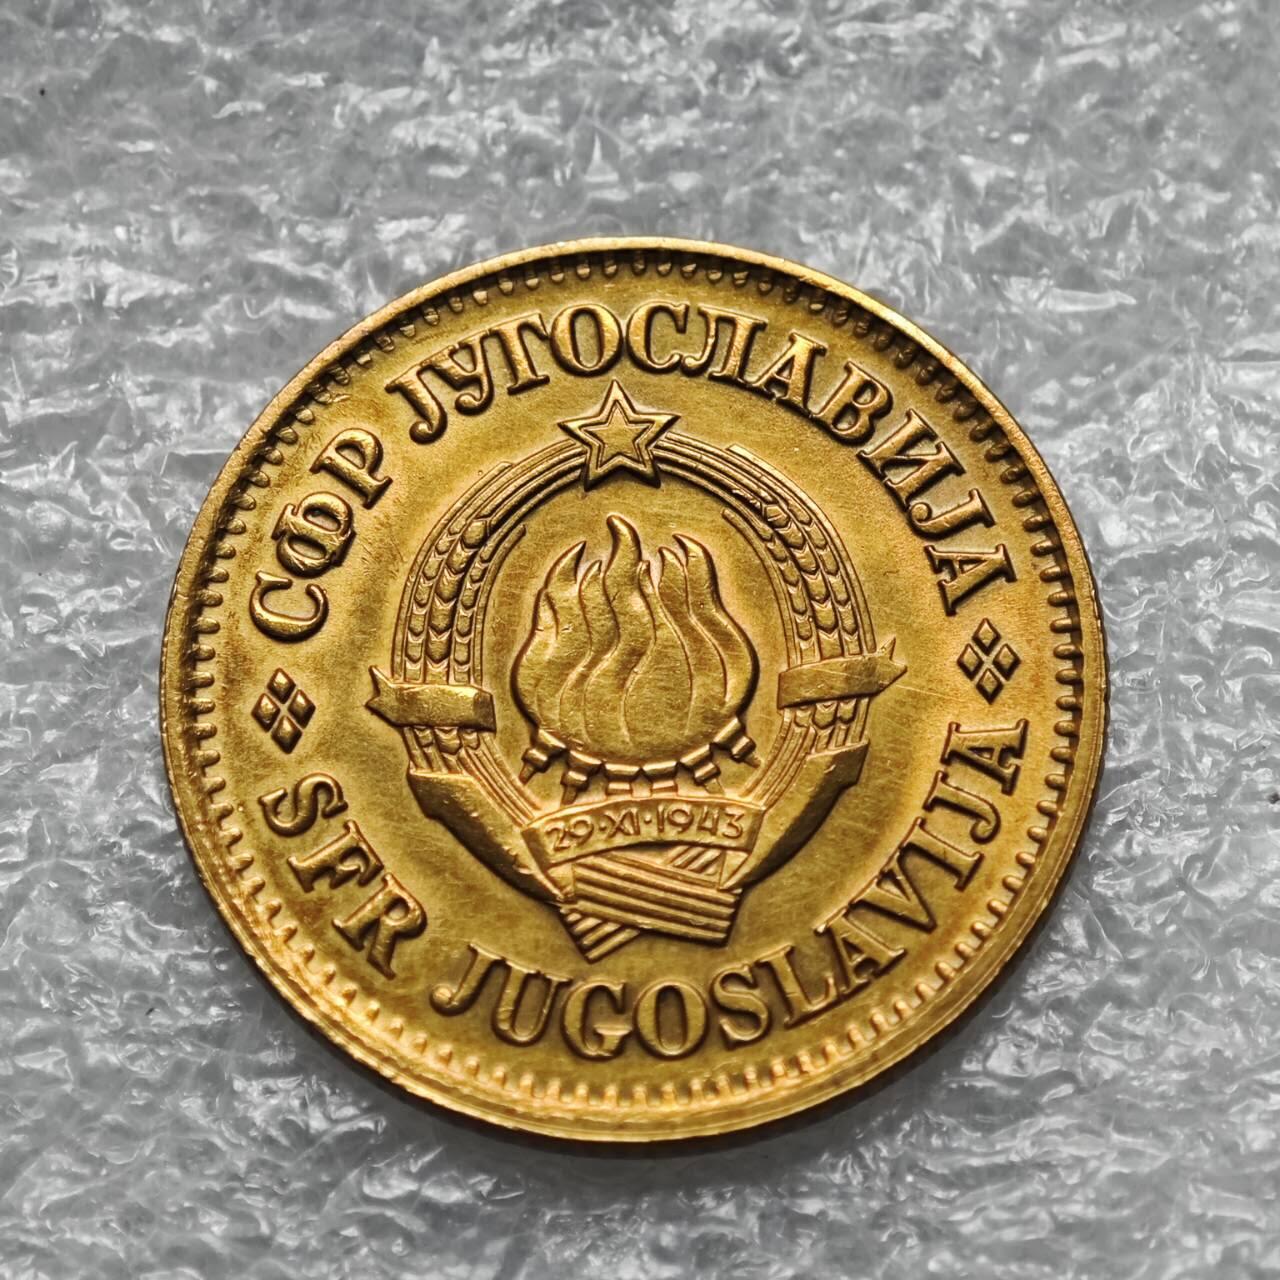 СФР ЈУГОСЛАВИЈА
29·XI·1943
SFR JUGOSLAVIJA